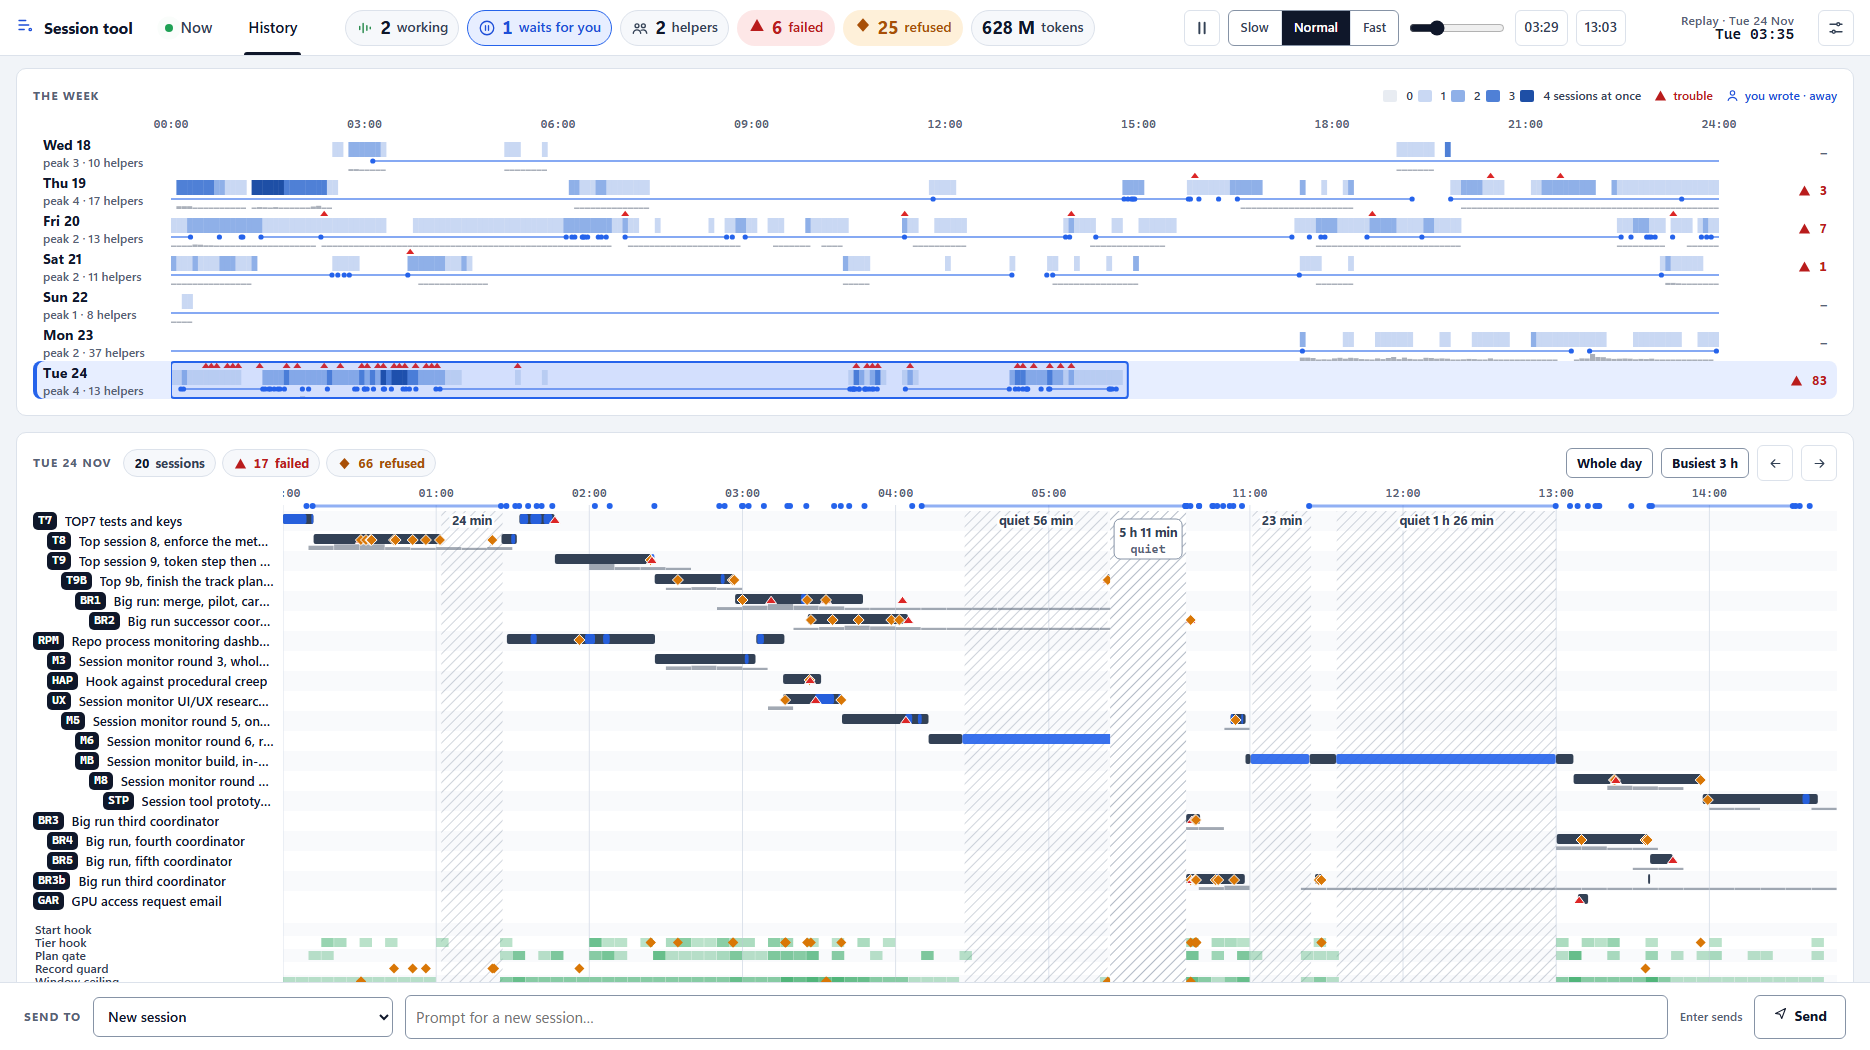 Session tool
Now
History
2 working
1 waits for you
2 helpers
6 failed
25 refused
628 M tokens
Slow
Normal
Fast
03:29
13:03
Replay · Tue 24 Nov
Tue 03:35
THE WEEK
0 1 2 3 4 sessions at once
trouble
you wrote · away
00:00 03:00 06:00 09:00 12:00 15:00 18:00 21:00 24:00
Wed 18
peak 3 · 10 helpers
–
Thu 19
peak 4 · 17 helpers
3
Fri 20
peak 2 · 13 helpers
7
Sat 21
peak 2 · 11 helpers
1
Sun 22
peak 1 · 8 helpers
–
Mon 23
peak 2 · 37 helpers
–
Tue 24
peak 4 · 13 helpers
83
TUE 24 NOV
20 sessions
17 failed
66 refused
Whole day
Busiest 3 h
:00 01:00 02:00 03:00 04:00 05:00 11:00 12:00 13:00 14:00
24 min
quiet 56 min
5 h 11 min
quiet
23 min
quiet 1 h 26 min
T7 TOP7 tests and keys
T8 Top session 8, enforce the met...
T9 Top session 9, token step then ...
T9B Top 9b, finish the track plan...
BR1 Big run: merge, pilot, car...
BR2 Big run successor coor...
RPM Repo process monitoring dashb...
M3 Session monitor round 3, whol...
HAP Hook against procedural creep
UX Session monitor UI/UX researc...
M5 Session monitor round 5, on...
M6 Session monitor round 6, r...
MB Session monitor build, in-...
M8 Session monitor round ...
STP Session tool prototy...
BR3 Big run third coordinator
BR4 Big run, fourth coordinator
BR5 Big run, fifth coordinator
BR3b Big run third coordinator
GAR GPU access request email
Start hook
Tier hook
Plan gate
Record guard
Window ceiling
SEND TO
New session
Prompt for a new session...
Enter sends
Send